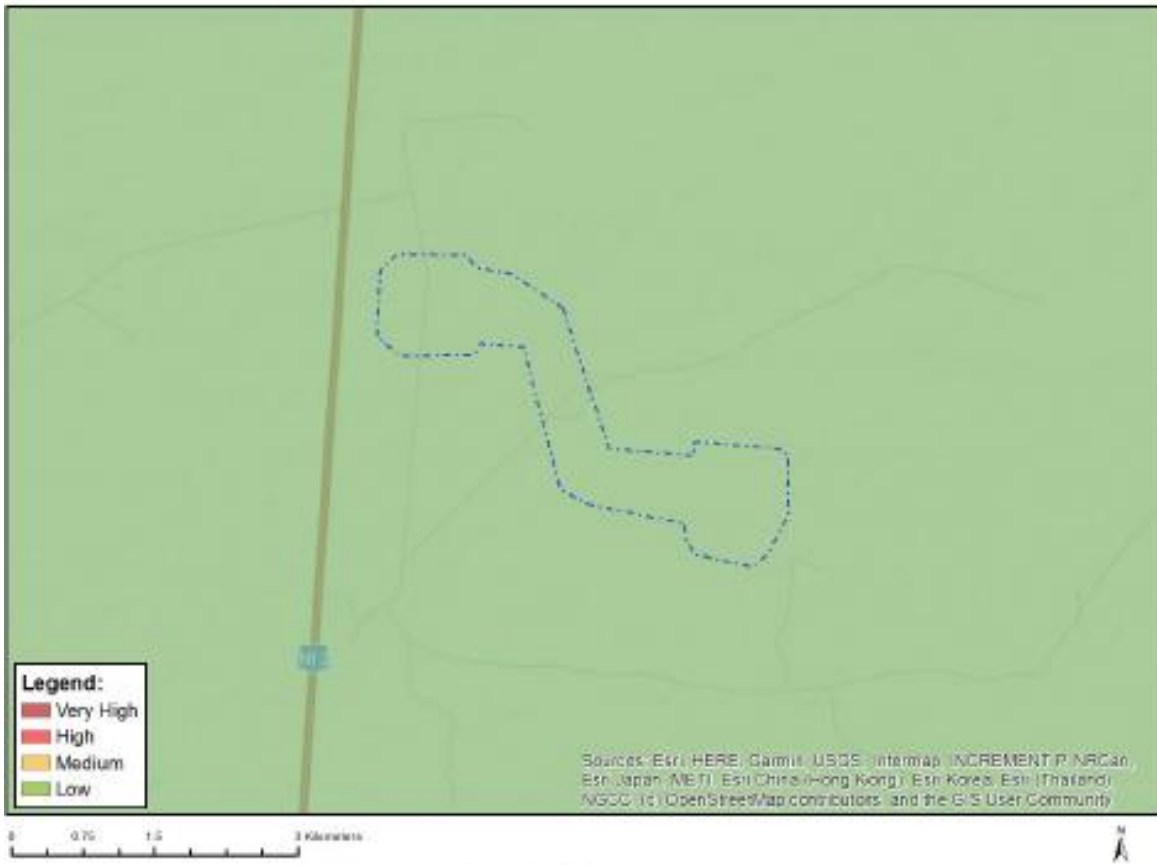 Legend:
Very High
High
Medium
Low
Sources: Esri, HERE, Garmin, USGS, Intermap, INCREMENT P, NRCan,
Esri Japan, METI, Esri China (Hong Kong), Esri Korea, Esri (Thailand),
NGCC, (c) OpenStreetMap contributors, and the GIS User Community
0 0.75 1.5 3 Kilometers
N